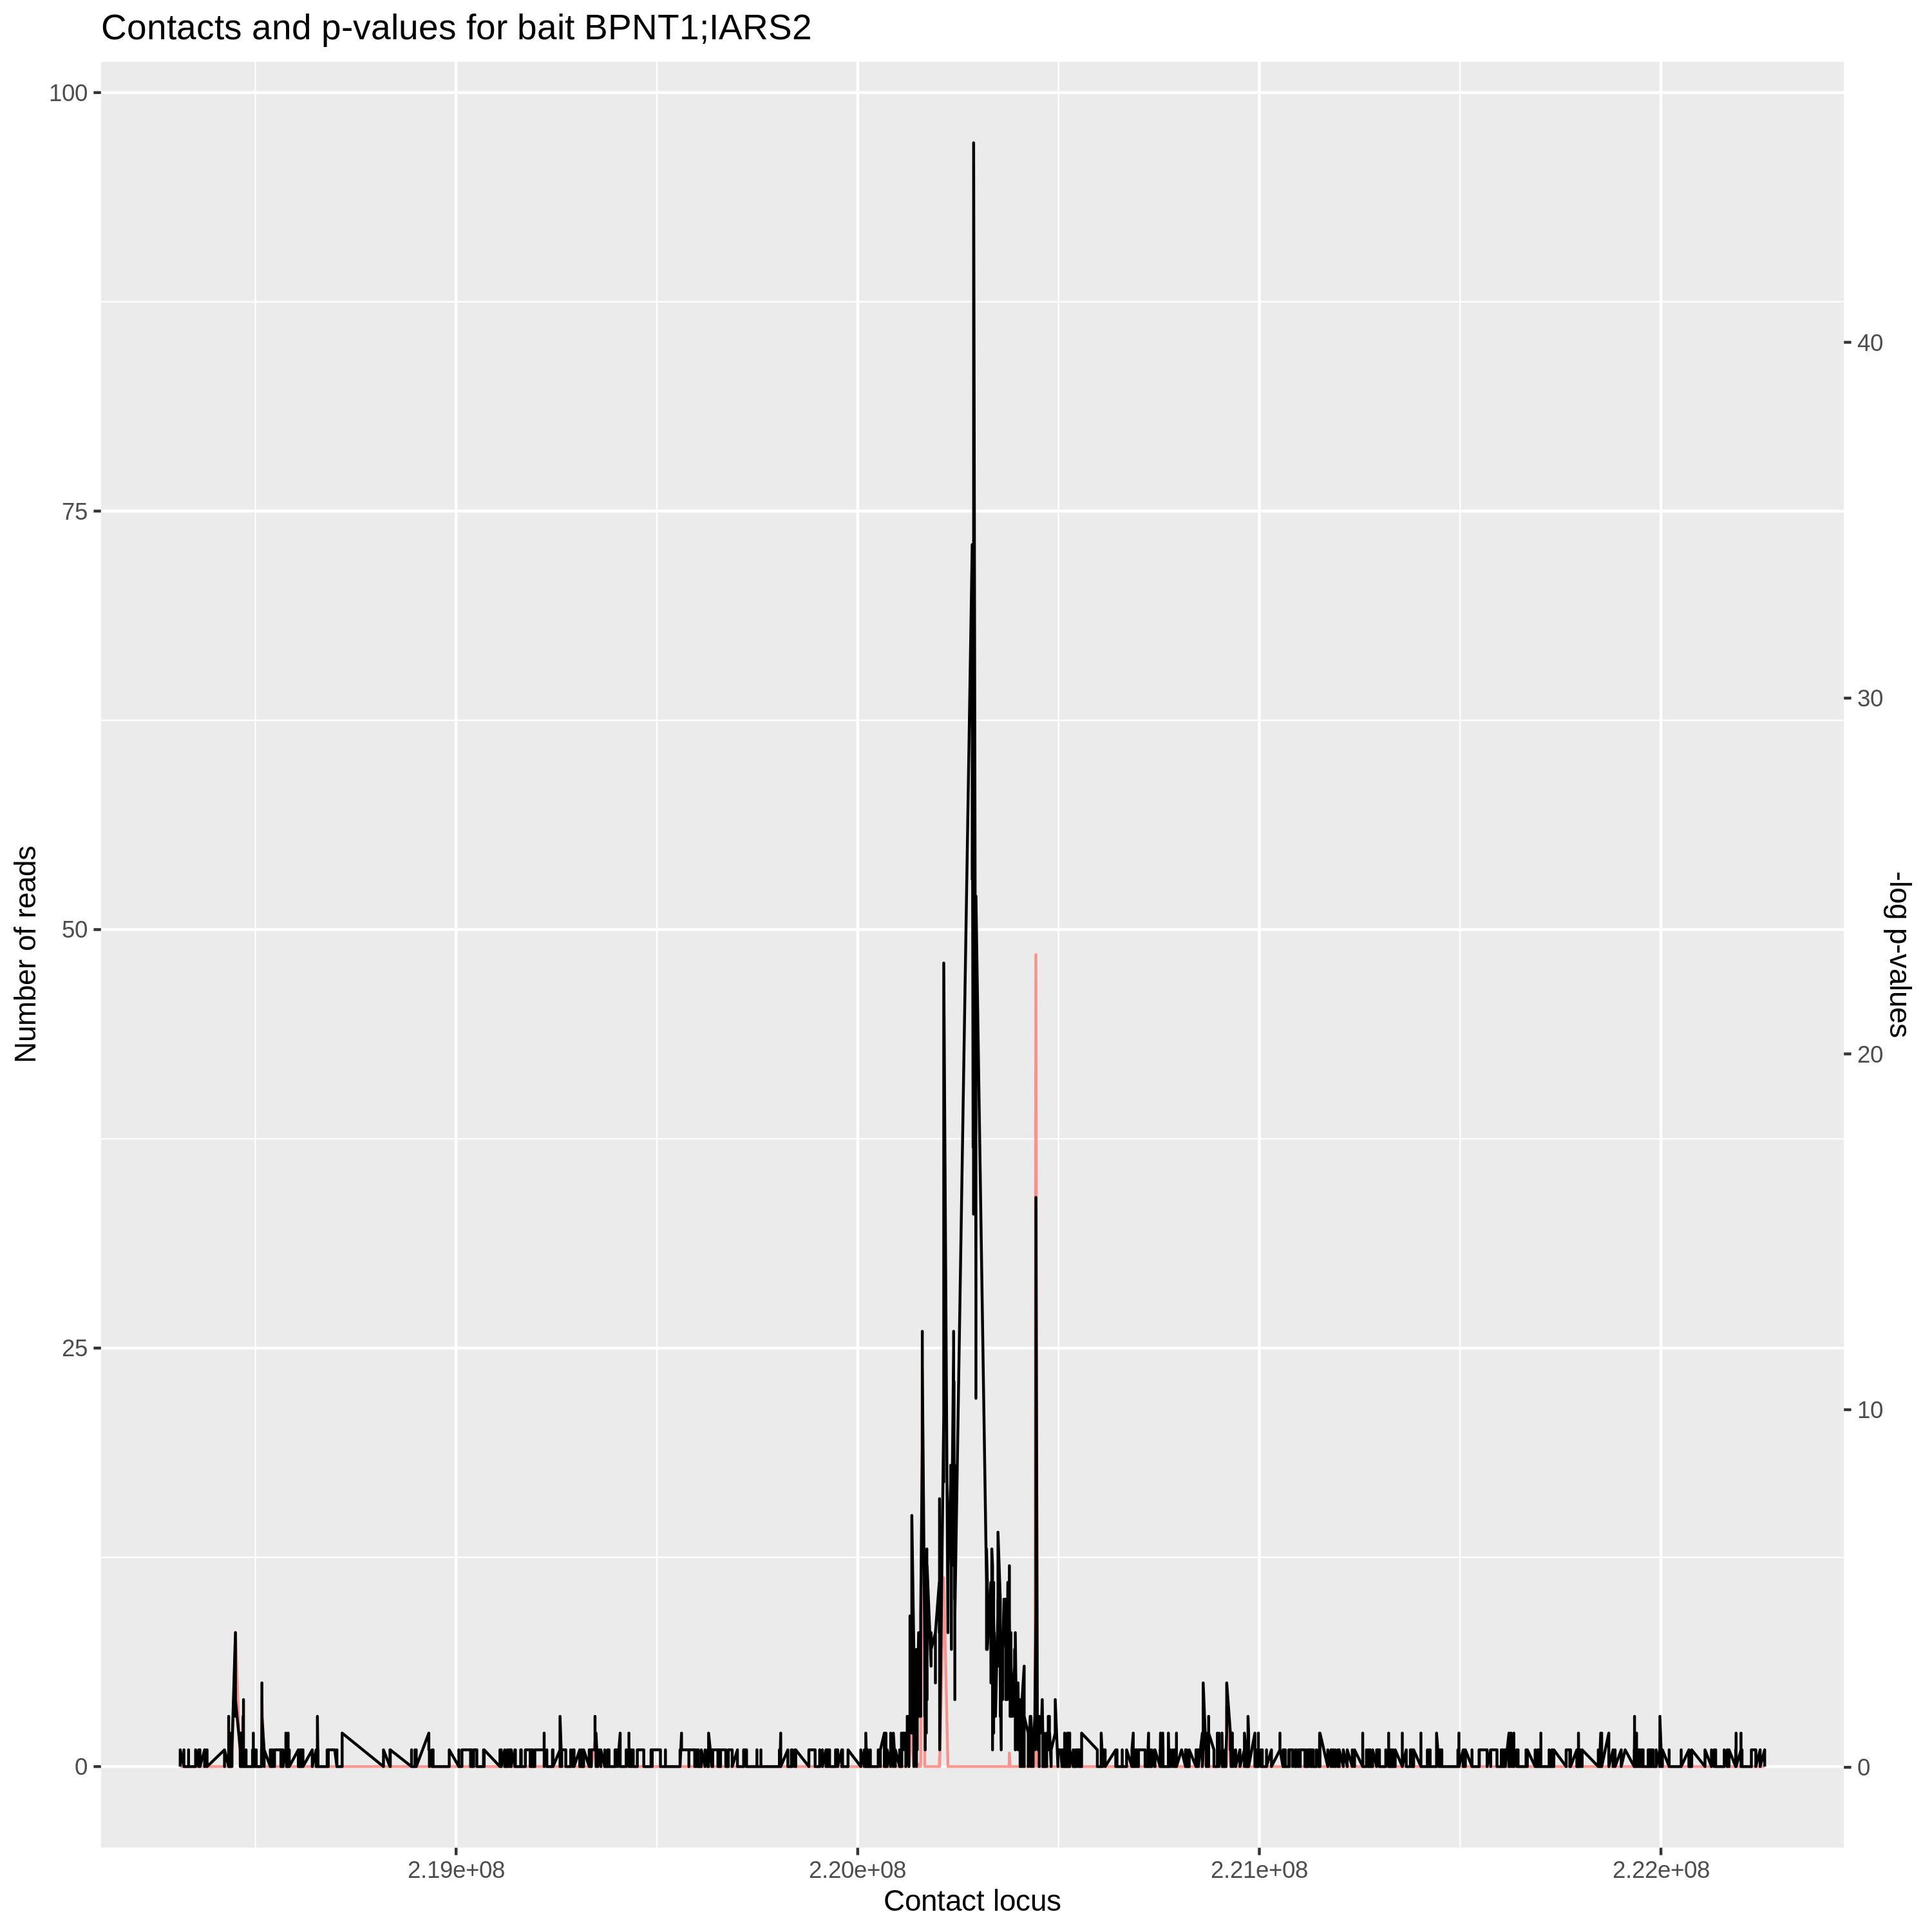 Contacts and p-values for bait BPNT1;IARS2
100
75
50
25
0
Number of reads
40
30
20
10
0
-log p-values
2.19e+08
2.20e+08
2.21e+08
2.22e+08
Contact locus